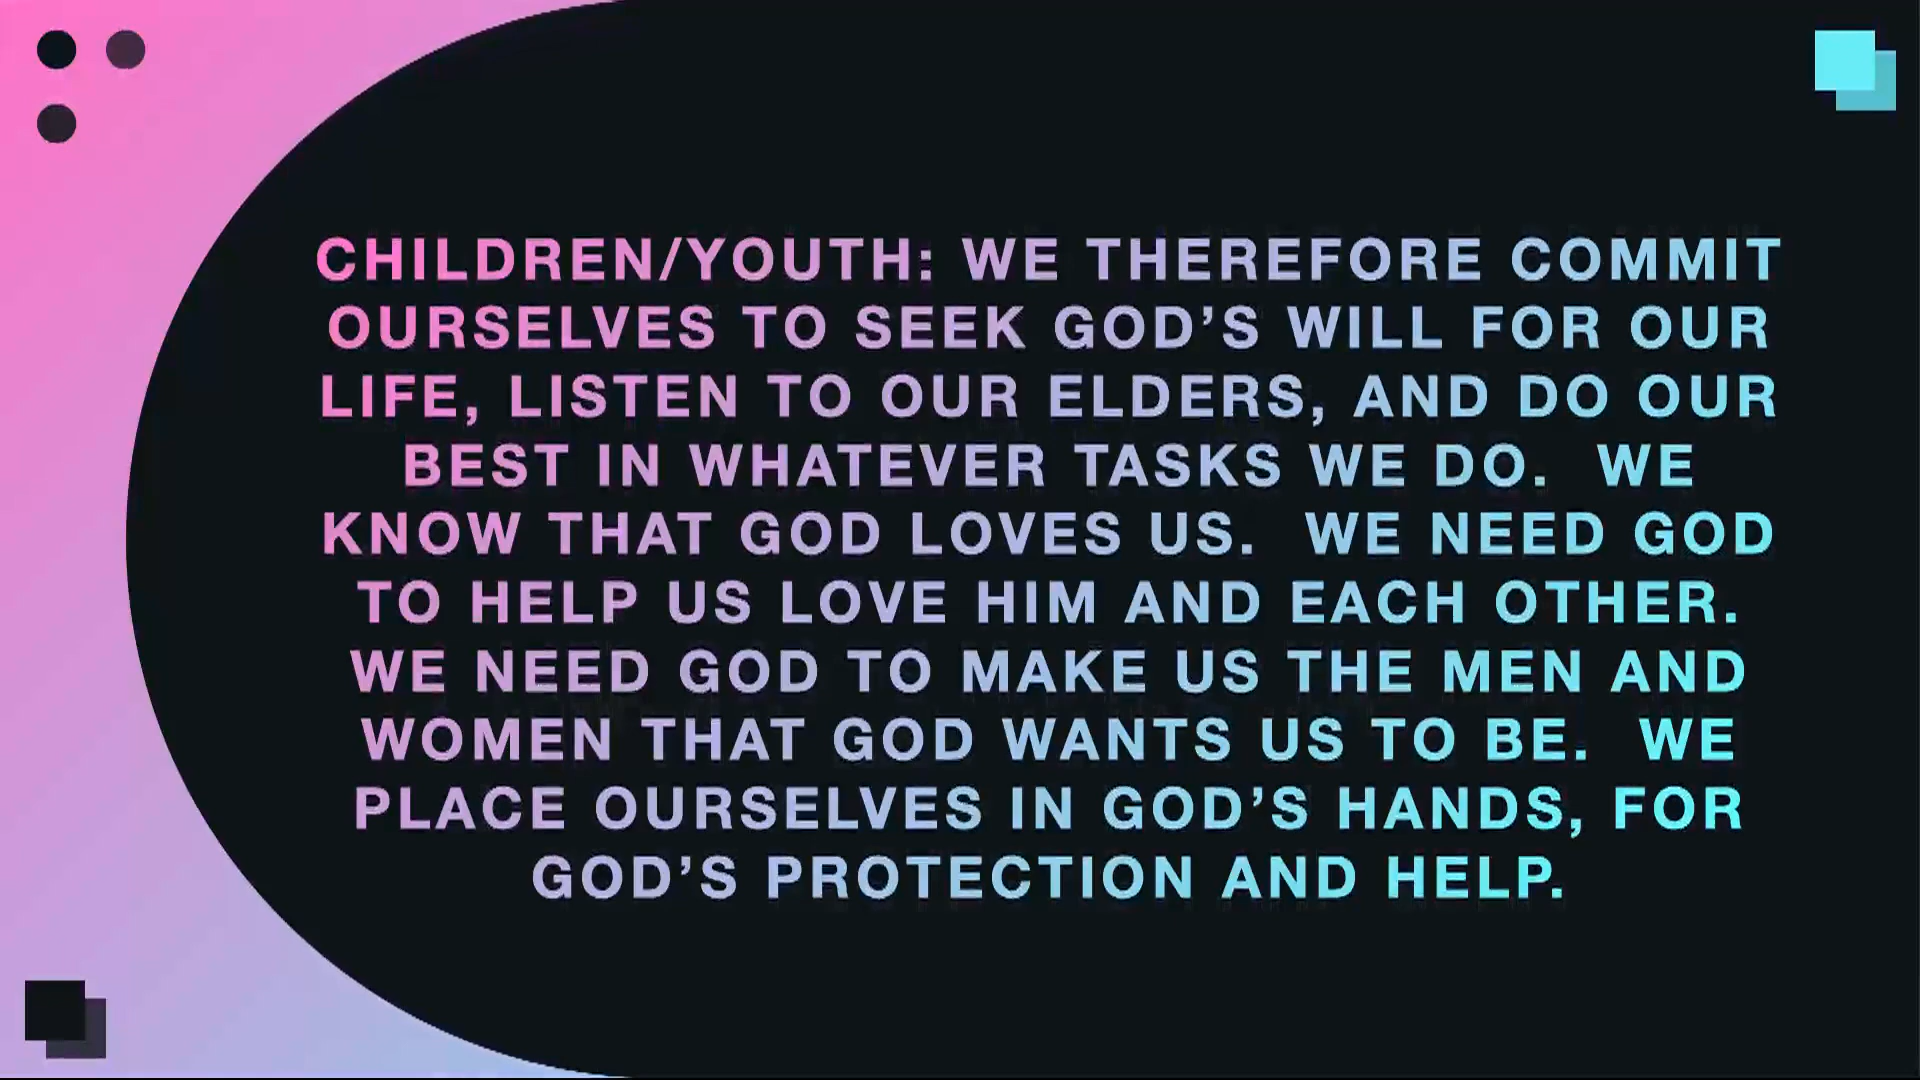 CHILDREN/YOUTH: WE THEREFORE COMMIT
OURSELVES TO SEEK GOD’S WILL FOR OUR
LIFE, LISTEN TO OUR ELDERS, AND DO OUR
BEST IN WHATEVER TASKS WE DO.  WE
KNOW THAT GOD LOVES US.  WE NEED GOD
TO HELP US LOVE HIM AND EACH OTHER.
WE NEED GOD TO MAKE US THE MEN AND
WOMEN THAT GOD WANTS US TO BE.  WE
PLACE OURSELVES IN GOD’S HANDS, FOR
GOD’S PROTECTION AND HELP.